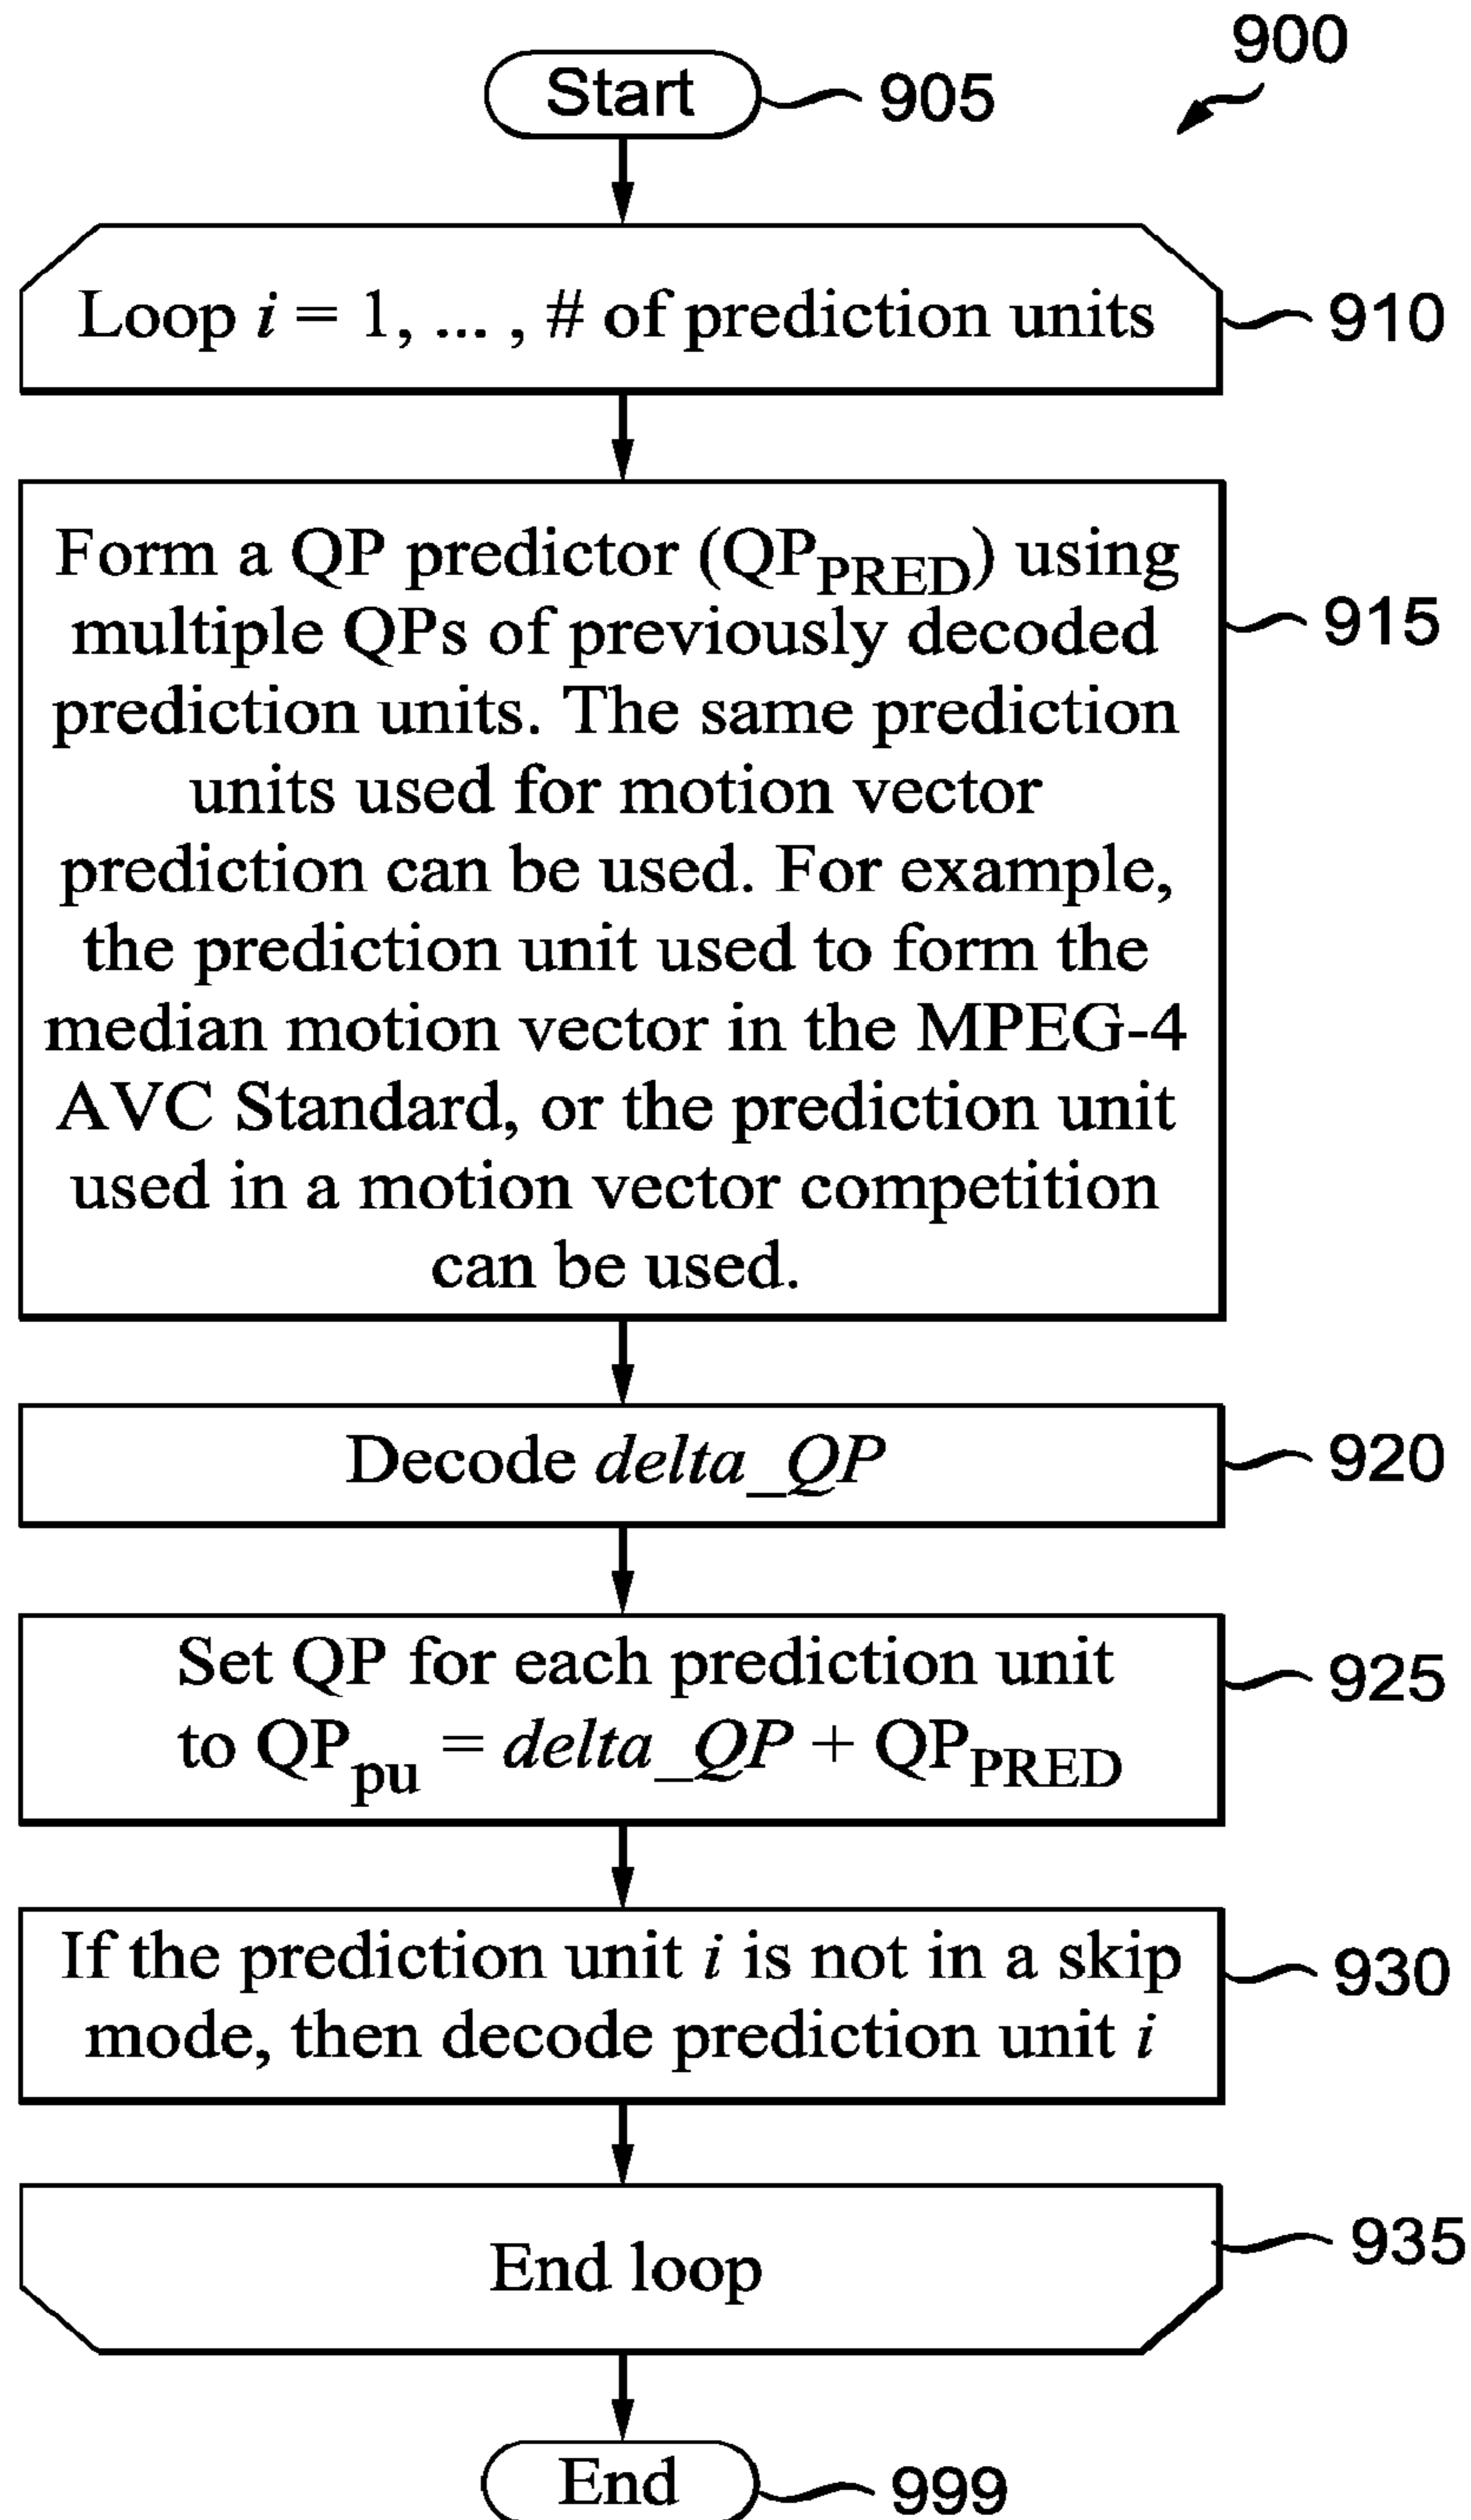 900
Start 905
Loop i = 1, ... , # of prediction units 910
Form a QP predictor (QP_PRED) using
multiple QPs of previously decoded 915
prediction units. The same prediction
units used for motion vector
prediction can be used. For example,
the prediction unit used to form the
median motion vector in the MPEG-4
AVC Standard, or the prediction unit
used in a motion vector competition
can be used.
Decode delta_QP 920
Set QP for each prediction unit 925
to QP_pu = delta_QP + QP_PRED
If the prediction unit i is not in a skip 930
mode, then decode prediction unit i
End loop 935
End 999